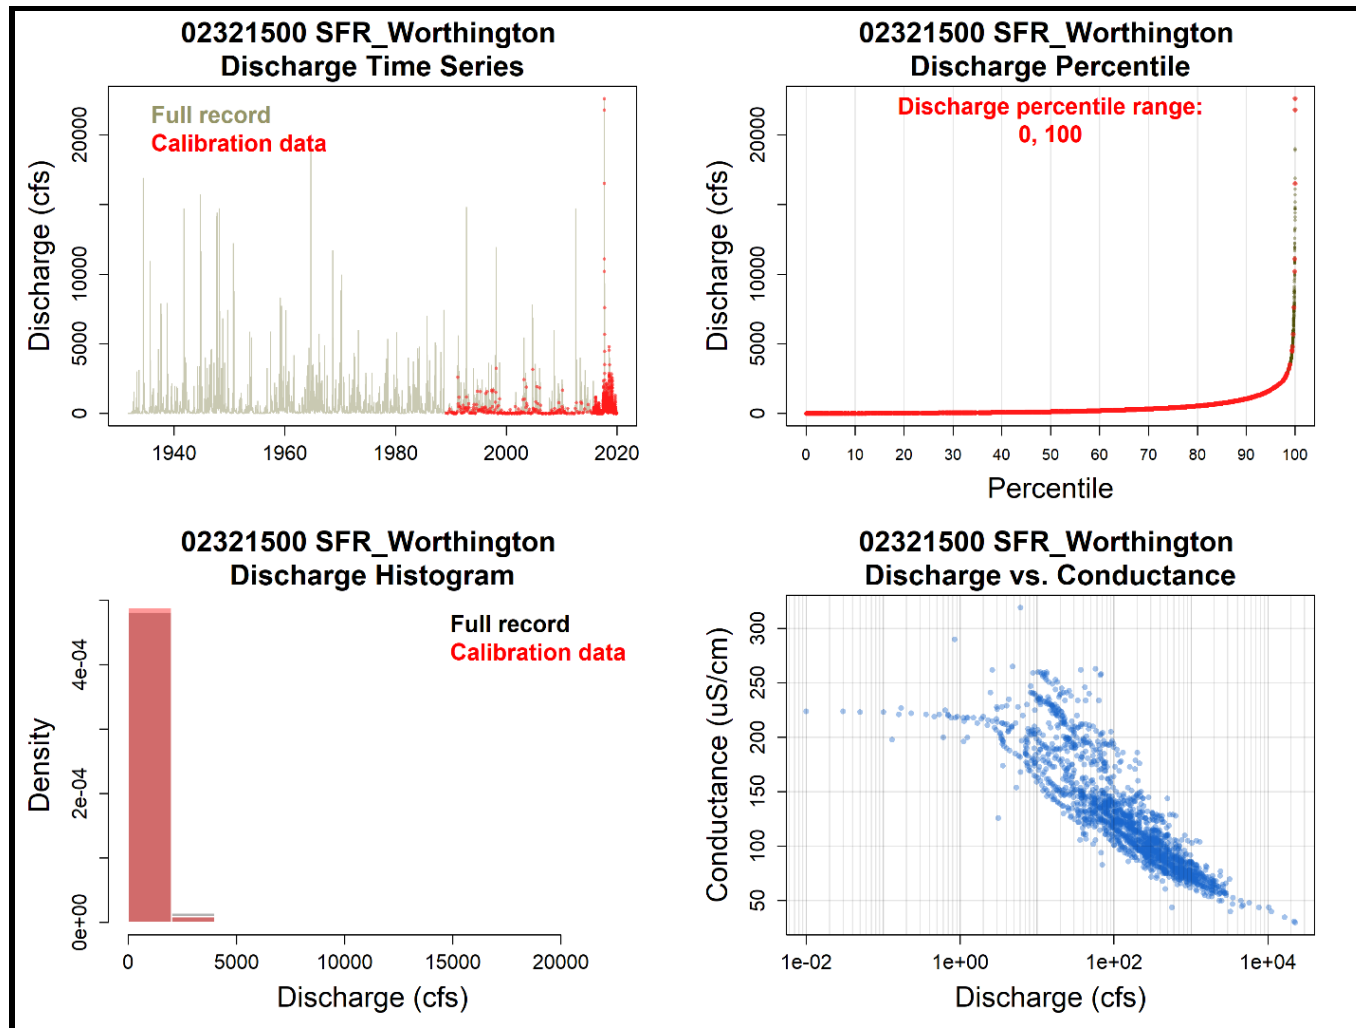 02321500 SFR_Worthington
Discharge Time Series
Full record
Calibration data
Discharge (cfs)
0
5000
10000
20000
1940
1960
1980
2000
2020
02321500 SFR_Worthington
Discharge Percentile
Discharge percentile range:
0, 100
Discharge (cfs)
0
5000
10000
20000
0 10 20 30 40 50 60 70 80 90 100
Percentile
02321500 SFR_Worthington
Discharge Histogram
Full record
Calibration data
Density
0e+00
2e-04
4e-04
0 5000 10000 15000 20000
Discharge (cfs)
02321500 SFR_Worthington
Discharge vs. Conductance
Conductance (uS/cm)
50
100
150
200
250
300
1e-02 1e+00 1e+02 1e+04
Discharge (cfs)